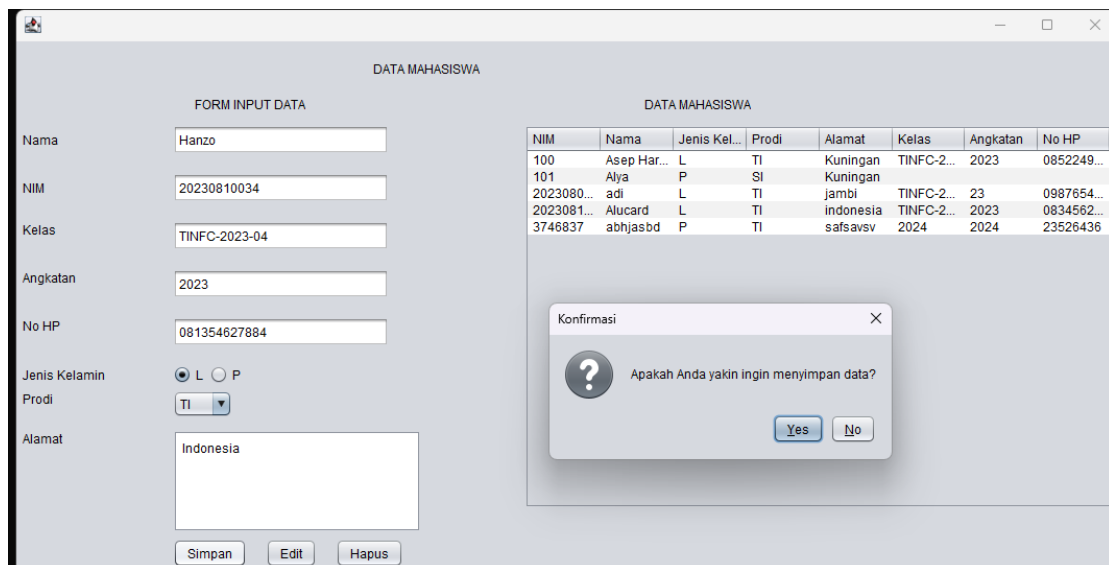 DATA MAHASISWA
FORM INPUT DATA
Nama Hanzo
NIM 20230810034
Kelas TINFC-2023-04
Angkatan 2023
No HP 081354627884
Jenis Kelamin L P
Prodi TI
Alamat Indonesia
Simpan Edit Hapus
DATA MAHASISWA
NIM Nama Jenis Kel... Prodi Alamat Kelas Angkatan No HP
100 Asep Har... L TI Kuningan TINFC-2... 2023 0852249...
101 Alya P SI Kuningan
2023080... adi L TI jambi TINFC-2... 23 0987654...
2023081... Alucard L TI indonesia TINFC-2... 2023 0834562...
3746837 abhjasbd P TI safsavsv 2024 2024 23526436
Konfirmasi
Apakah Anda yakin ingin menyimpan data?
Yes No